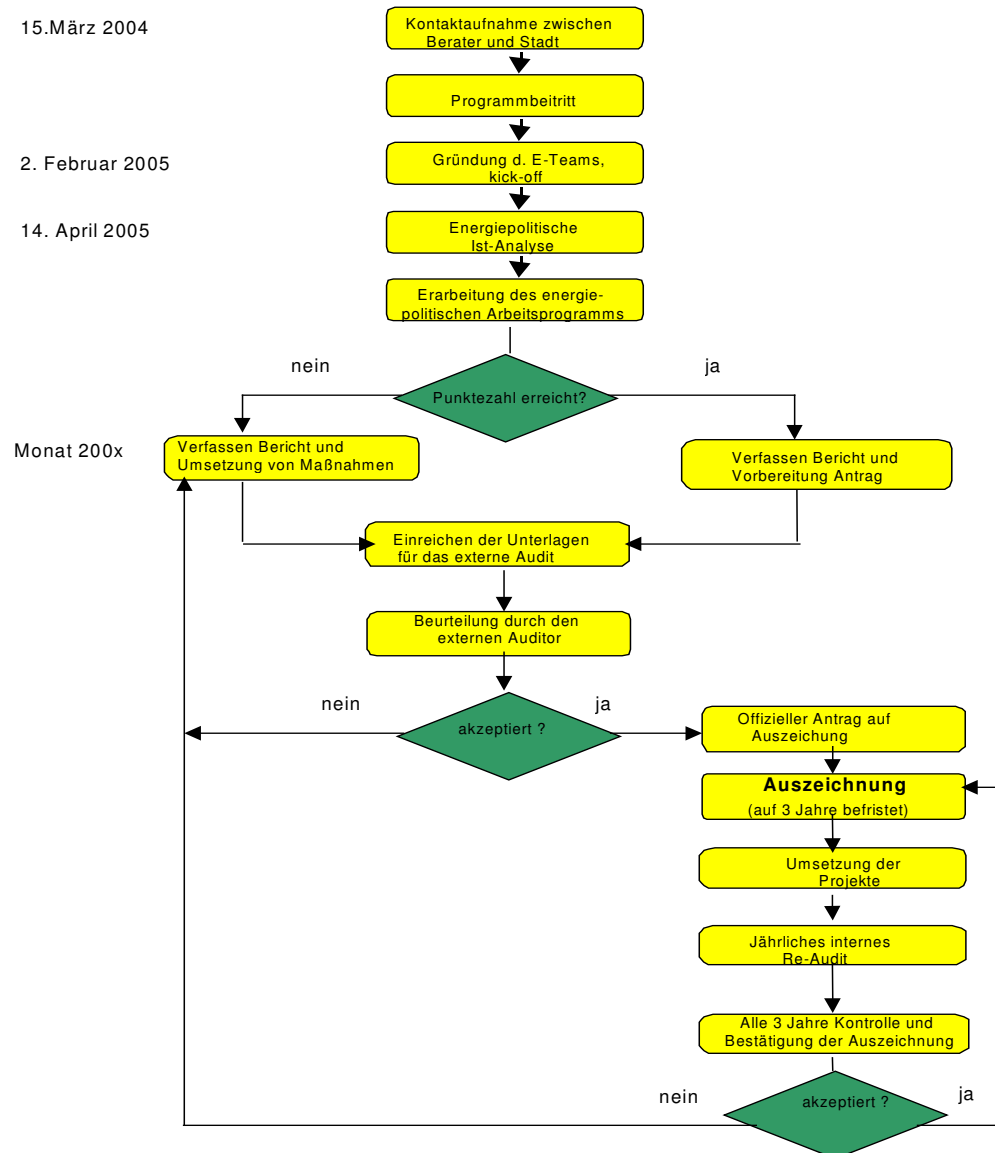 15.März 2004
Kontaktaufnahme zwischen
Berater und Stadt
Programmbeitritt
2. Februar 2005
Gründung d. E-Teams,
kick-off
14. April 2005
Energiepolitische
Ist-Analyse
Erarbeitung des energie-
politischen Arbeitsprogramms
nein
ja
Punktezahl erreicht?
Monat 200x
Verfassen Bericht und
Umsetzung von Maßnahmen
Verfassen Bericht und
Vorbereitung Antrag
Einreichen der Unterlagen
für das externe Audit
Beurteilung durch den
externen Auditor
nein
ja
akzeptiert ?
Offizieller Antrag auf
Auszeichung
Auszeichnung
(auf 3 Jahre befristet)
Umsetzung der
Projekte
Jährliches internes
Re-Audit
Alle 3 Jahre Kontrolle und
Bestätigung der Auszeichnung
nein
akzeptiert ?
ja